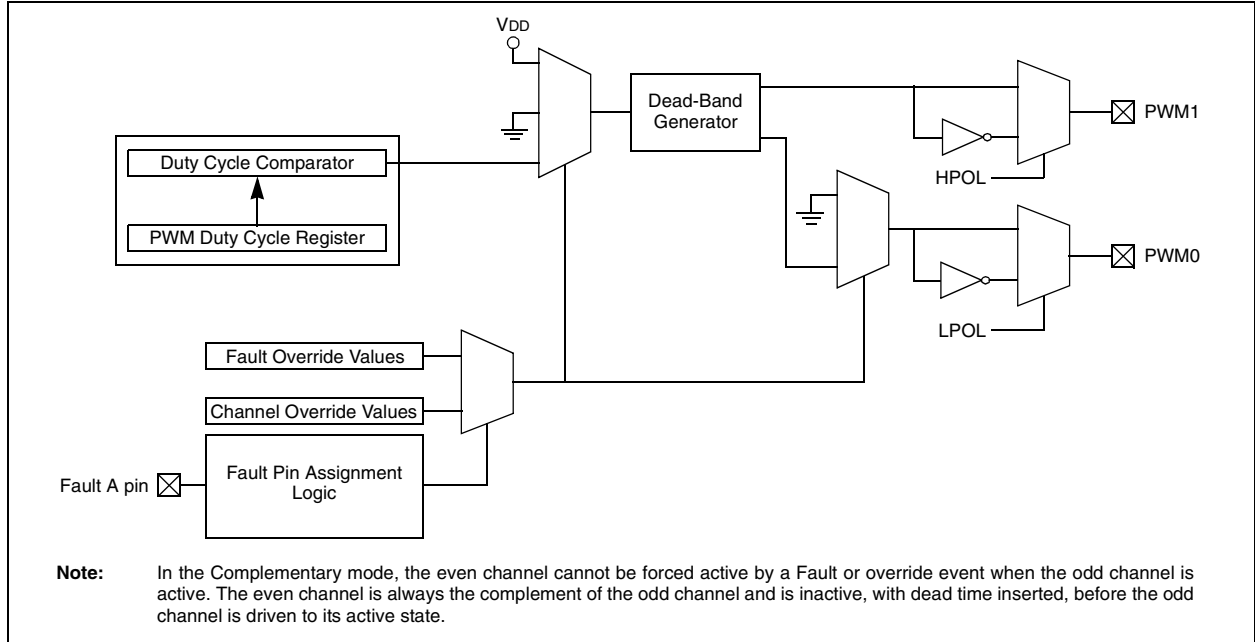 VDD
Dead-Band
Generator
PWM1
Duty Cycle Comparator
HPOL
PWM Duty Cycle Register
PWM0
LPOL
Fault Override Values
Channel Override Values
Fault A pin
Fault Pin Assignment
Logic
Note: In the Complementary mode, the even channel cannot be forced active by a Fault or override event when the odd channel is
active. The even channel is always the complement of the odd channel and is inactive, with dead time inserted, before the odd
channel is driven to its active state.